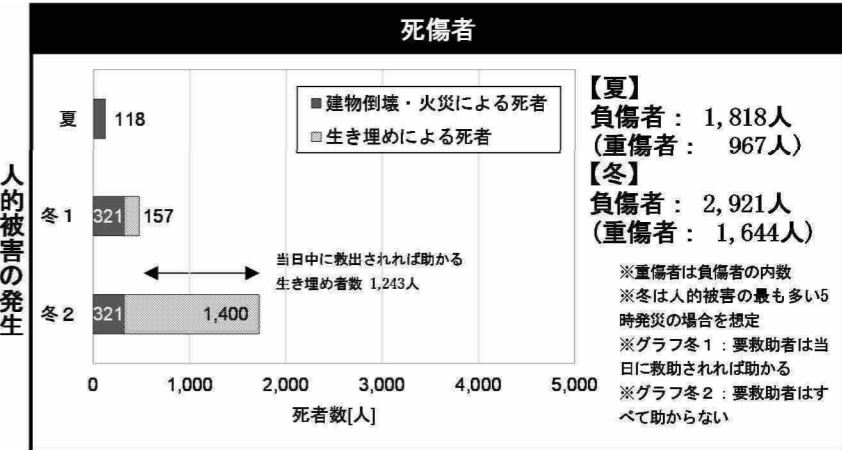 死傷者
人的被害の発生
夏
118
冬1
321
157
冬2
321
1,400
■建物倒壊・火災による死者
生き埋めによる死者
当日中に救出されれば助かる
生き埋め者数 1,243人
0
1,000
2,000
3,000
4,000
5,000
死者数[人]
【夏】
負傷者： 1,818人
(重傷者： 967人)
【冬】
負傷者： 2,921人
(重傷者： 1,644人)
※重傷者は負傷者の内数
※冬は人的被害の最も多い5
時発災の場合を想定
※グラフ冬1：要救助者は当
日に救助されれば助かる
※グラフ冬2：要救助者はす
べて助からない